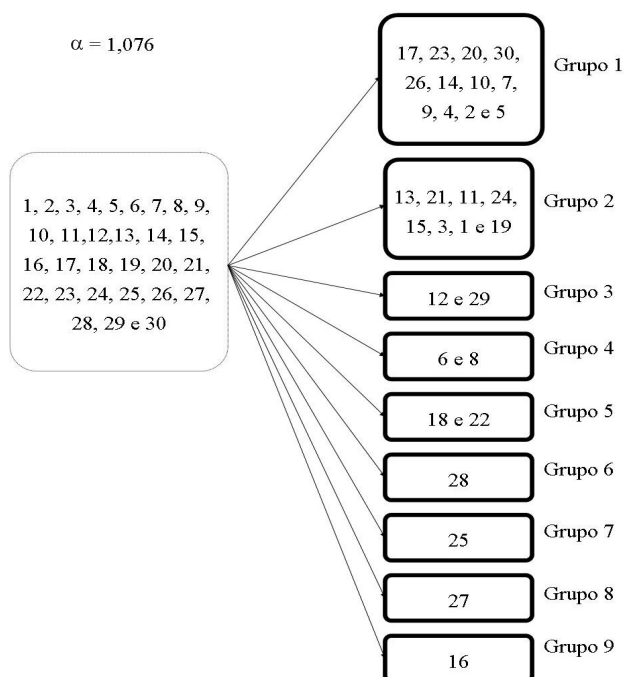 α = 1,076
1, 2, 3, 4, 5, 6, 7, 8, 9,
10, 11,12,13, 14, 15,
16, 17, 18, 19, 20, 21,
22, 23, 24, 25, 26, 27,
28, 29 e 30
17, 23, 20, 30,
26, 14, 10, 7,
9, 4, 2 e 5
Grupo 1
13, 21, 11, 24,
15, 3, 1 e 19
Grupo 2
12 e 29
Grupo 3
6 e 8
Grupo 4
18 e 22
Grupo 5
28
Grupo 6
25
Grupo 7
27
Grupo 8
16
Grupo 9